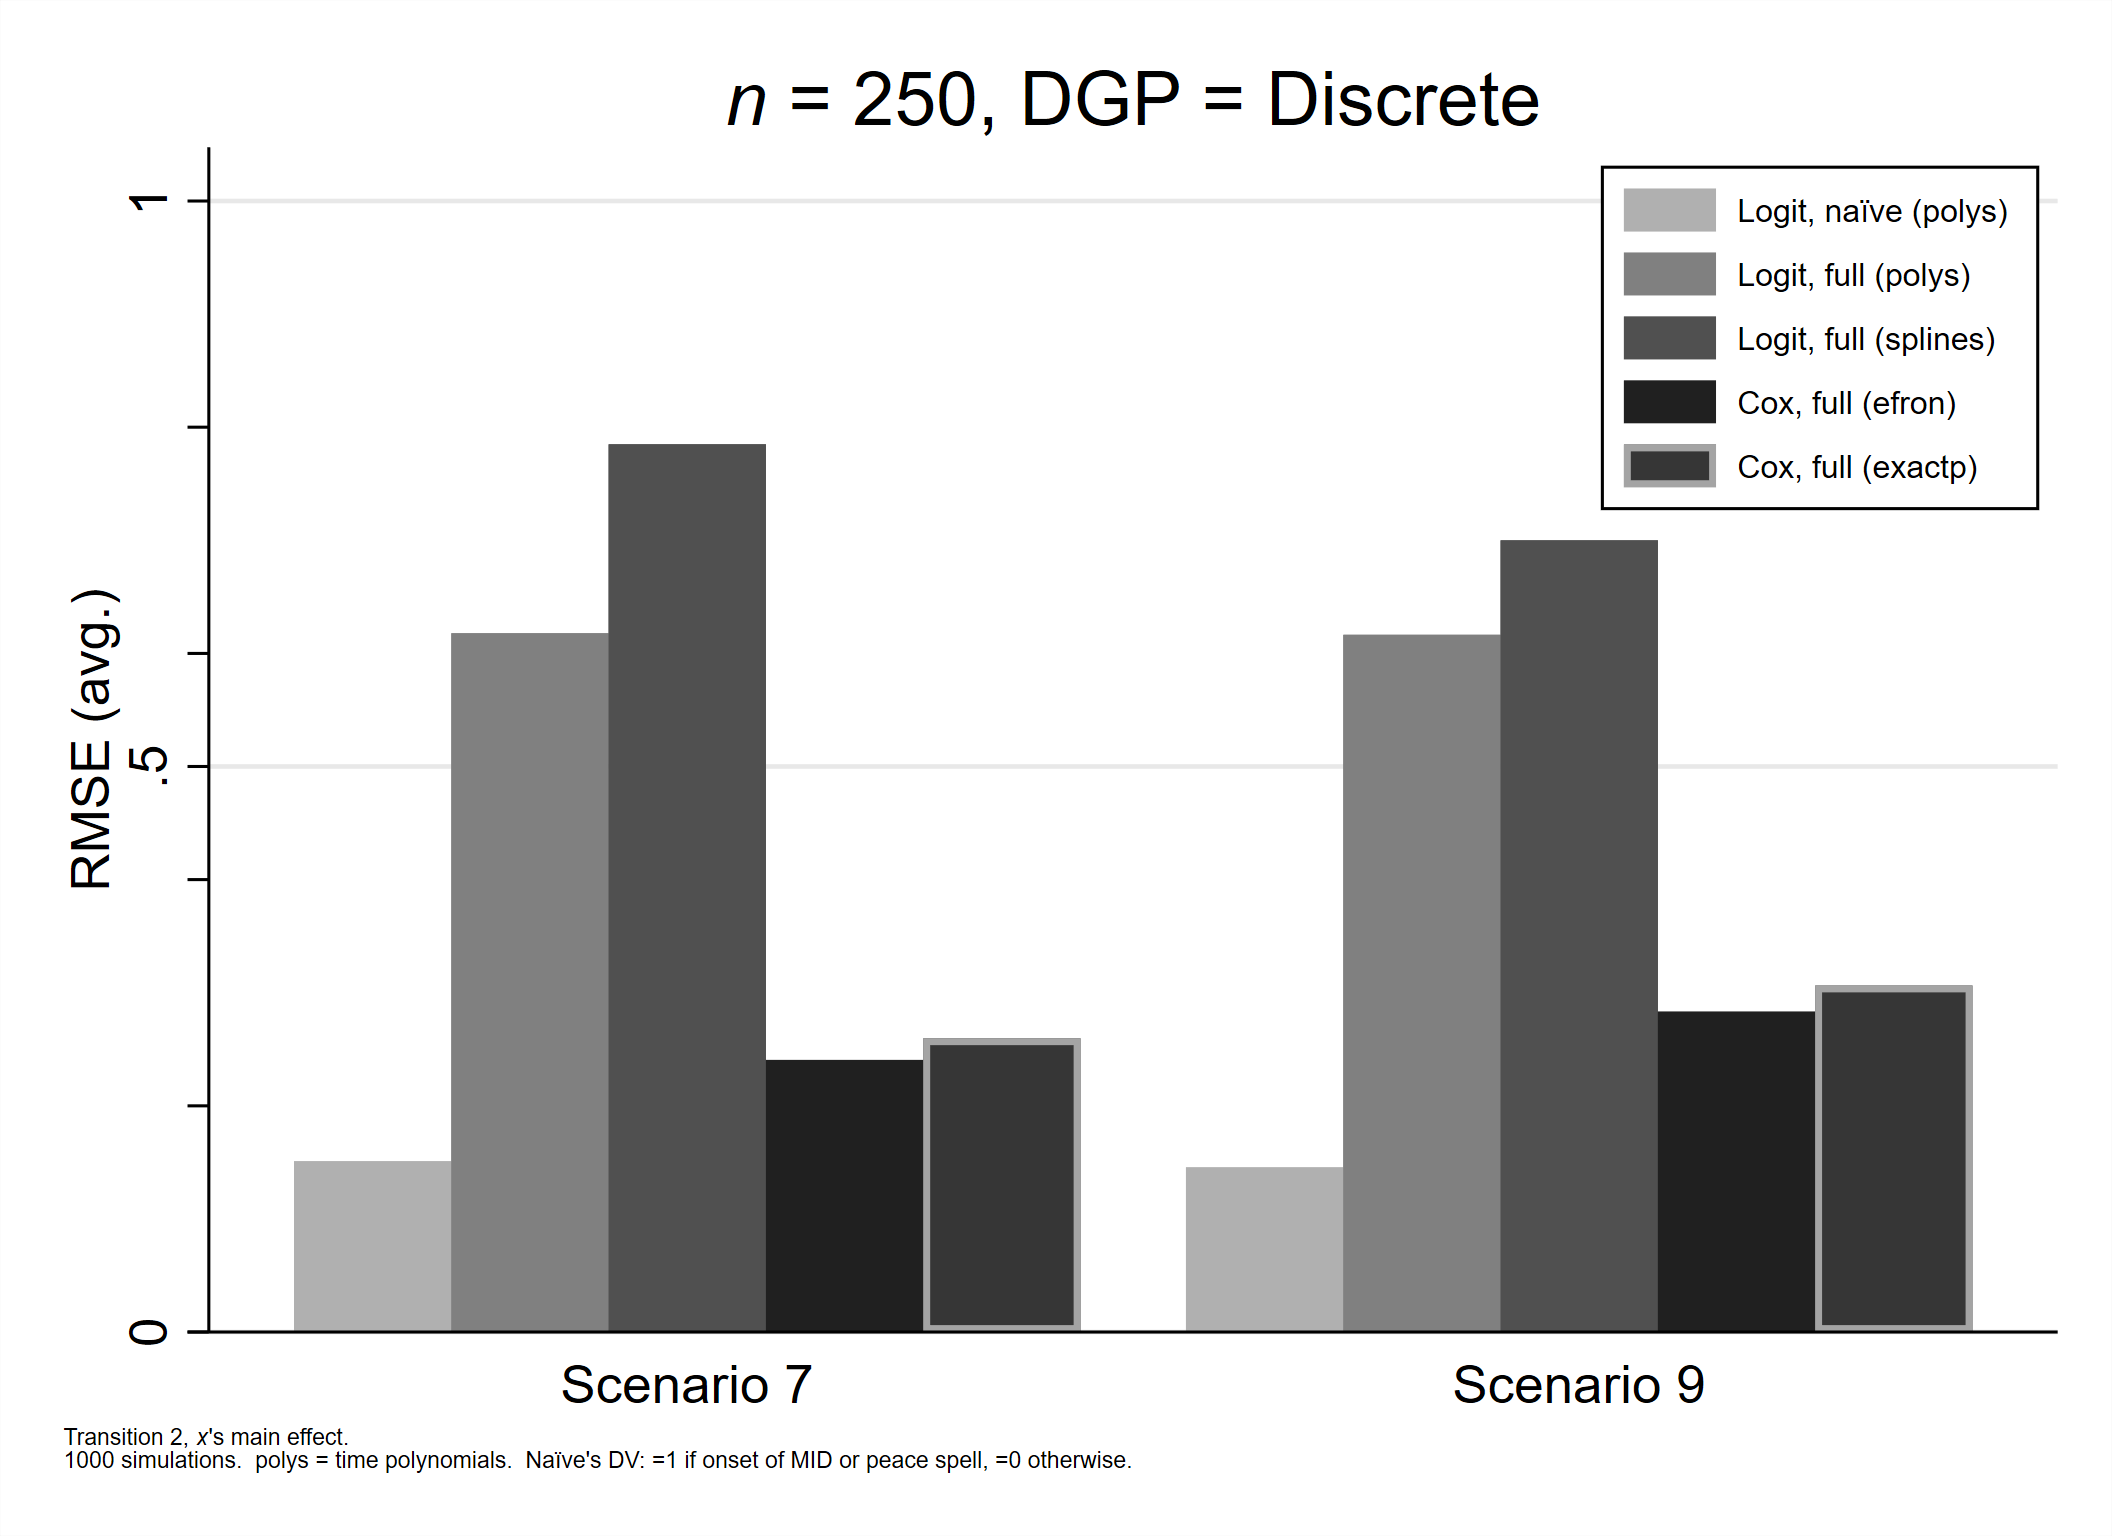 n = 250, DGP = Discrete
RMSE (avg.)
1
.5
0
Logit, naïve (polys)
Logit, full (polys)
Logit, full (splines)
Cox, full (efron)
Cox, full (exactp)
Scenario 7
Scenario 9
Transition 2, x's main effect.
1000 simulations.  polys = time polynomials.  Naïve's DV: =1 if onset of MID or peace spell, =0 otherwise.